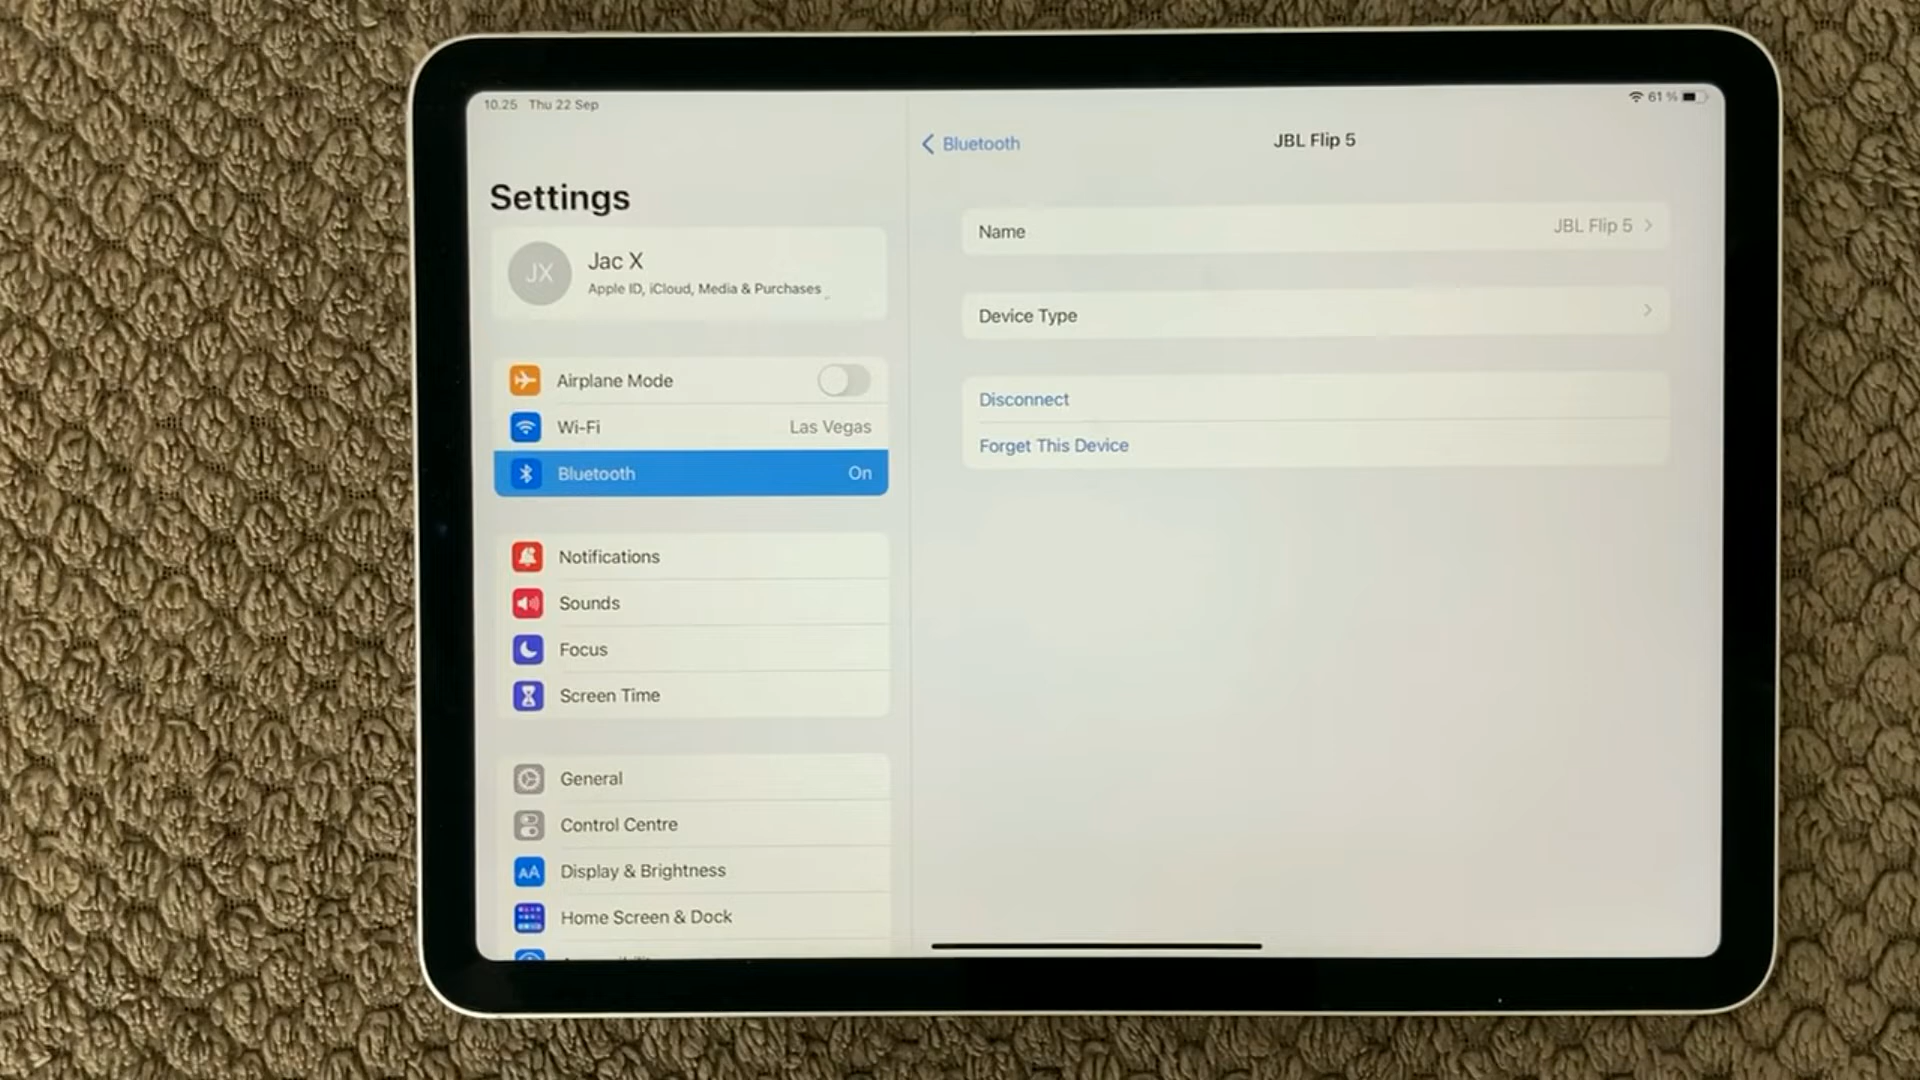 10.25 Thu 22 Sep
61 %
Settings
JX
Jac X
Apple ID, iCloud, Media & Purchases
Airplane Mode
Wi-Fi Las Vegas
Bluetooth On
Notifications
Sounds
Focus
Screen Time
General
Control Centre
AA Display & Brightness
Home Screen & Dock
Bluetooth
JBL Flip 5
Name JBL Flip 5
Device Type
Disconnect
Forget This Device